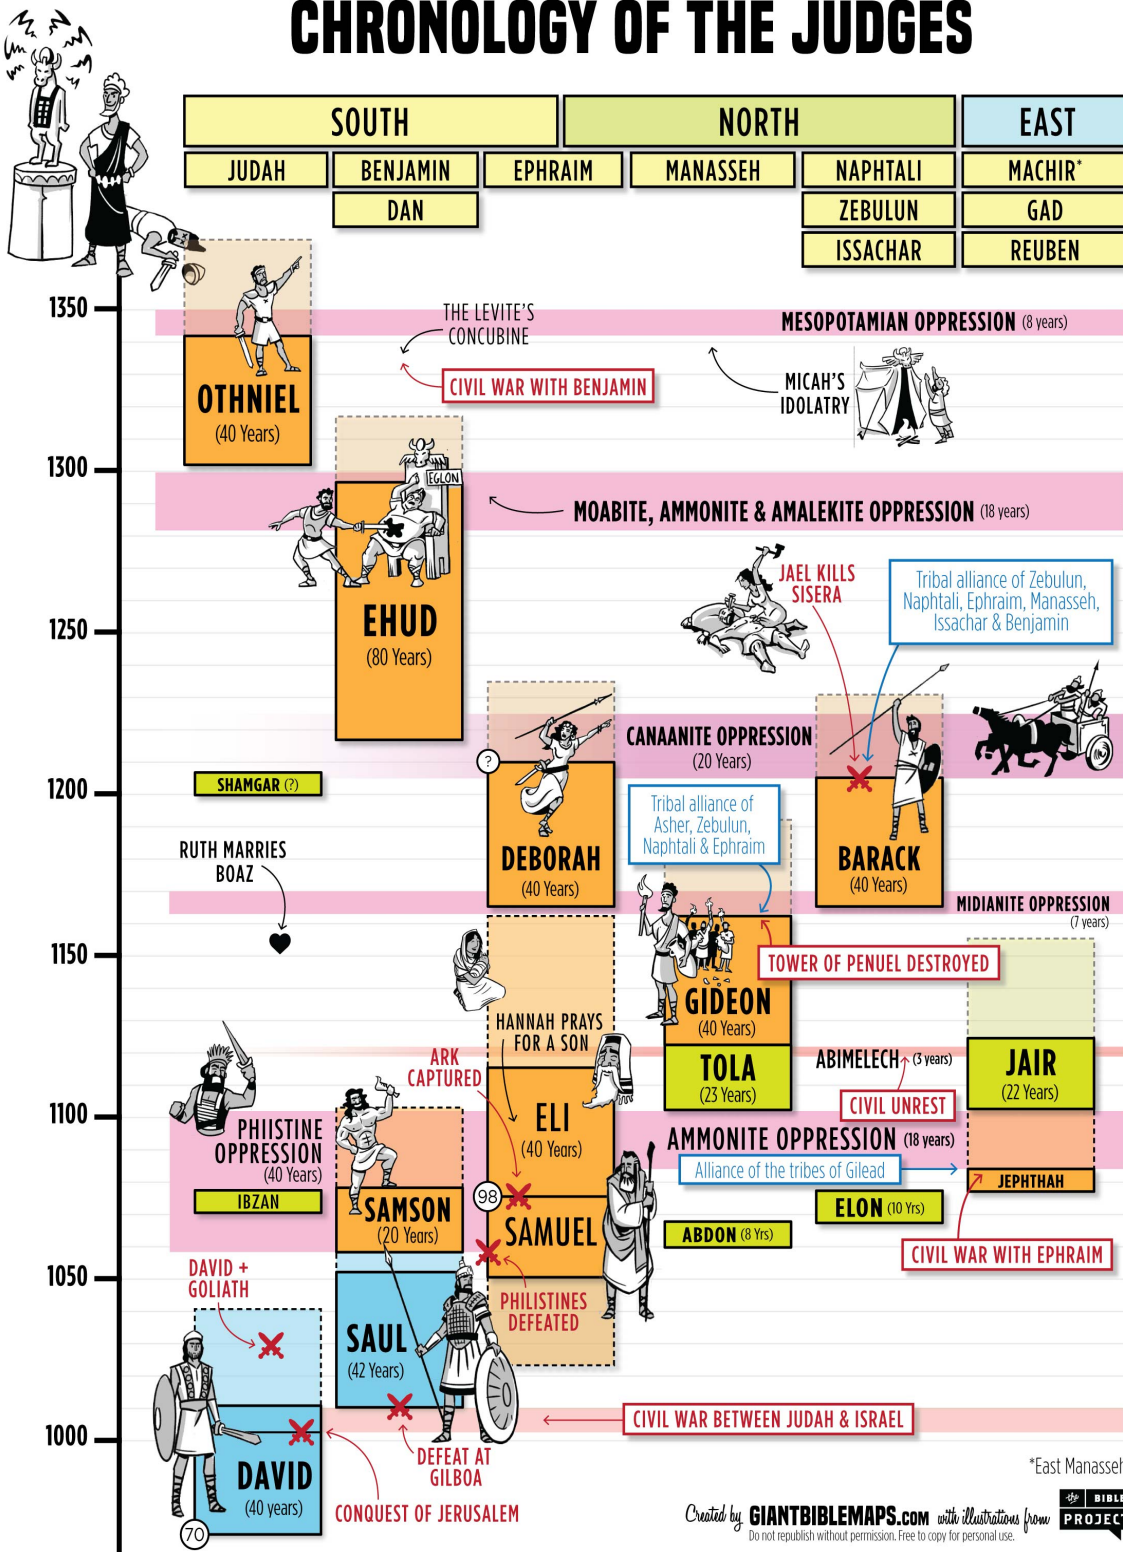 CHRONOLOGY OF THE JUDGES
SOUTH
NORTH
EAST
JUDAH
BENJAMIN
EPHRAIM
MANASSEH
NAPHTALI
MACHIR*
DAN
ZEBULUN
GAD
ISSACHAR
REUBEN
1350
THE LEVITE'S
CONCUBINE
MESOPOTAMIAN OPPRESSION (8 years)
CIVIL WAR WITH BENJAMIN
MICAH'S
IDOLATRY
OTHNIEL
(40 Years)
1300
EGLON
MOABITE, AMMONITE & AMALEKITE OPPRESSION (18 years)
JAEL KILLS
SISERA
Tribal alliance of Zebulun,
Naphtali, Ephraim, Manasseh,
Issachar & Benjamin
EHUD
(80 Years)
1250
CANAANITE OPPRESSION
(20 Years)
?
SHAMGAR (?)
1200
Tribal alliance of
Asher, Zebulun,
Naphtali & Ephraim
DEBORAH
(40 Years)
BARACK
(40 Years)
RUTH MARRIES
BOAZ
MIDIANITE OPPRESSION
(7 years)
1150
TOWER OF PENUEL DESTROYED
GIDEON
(40 Years)
HANNAH PRAYS
FOR A SON
ARK
CAPTURED
TOLA
(23 Years)
ABIMELECH (3 years)
JAIR
(22 Years)
CIVIL UNREST
1100
PHIISTINE
OPPRESSION
(40 Years)
ELI
(40 Years)
AMMONITE OPPRESSION (18 years)
Alliance of the tribes of Gilead
JEPHTHAH
IBZAN
98
SAMSON
(20 Years)
SAMUEL
ELON (10 Yrs)
ABDON (8 Yrs)
CIVIL WAR WITH EPHRAIM
1050
DAVID +
GOLIATH
PHILISTINES
DEFEATED
SAUL
(42 Years)
CIVIL WAR BETWEEN JUDAH & ISRAEL
1000
DEFEAT AT
GILBOA
DAVID
(40 years)
CONQUEST OF JERUSALEM
70
*East Manasseh
Created by GIANTBIBLEMAPS.COM with illustrations from
the BIBLE
PROJECT
Do not republish without permission. Free to copy for personal use.